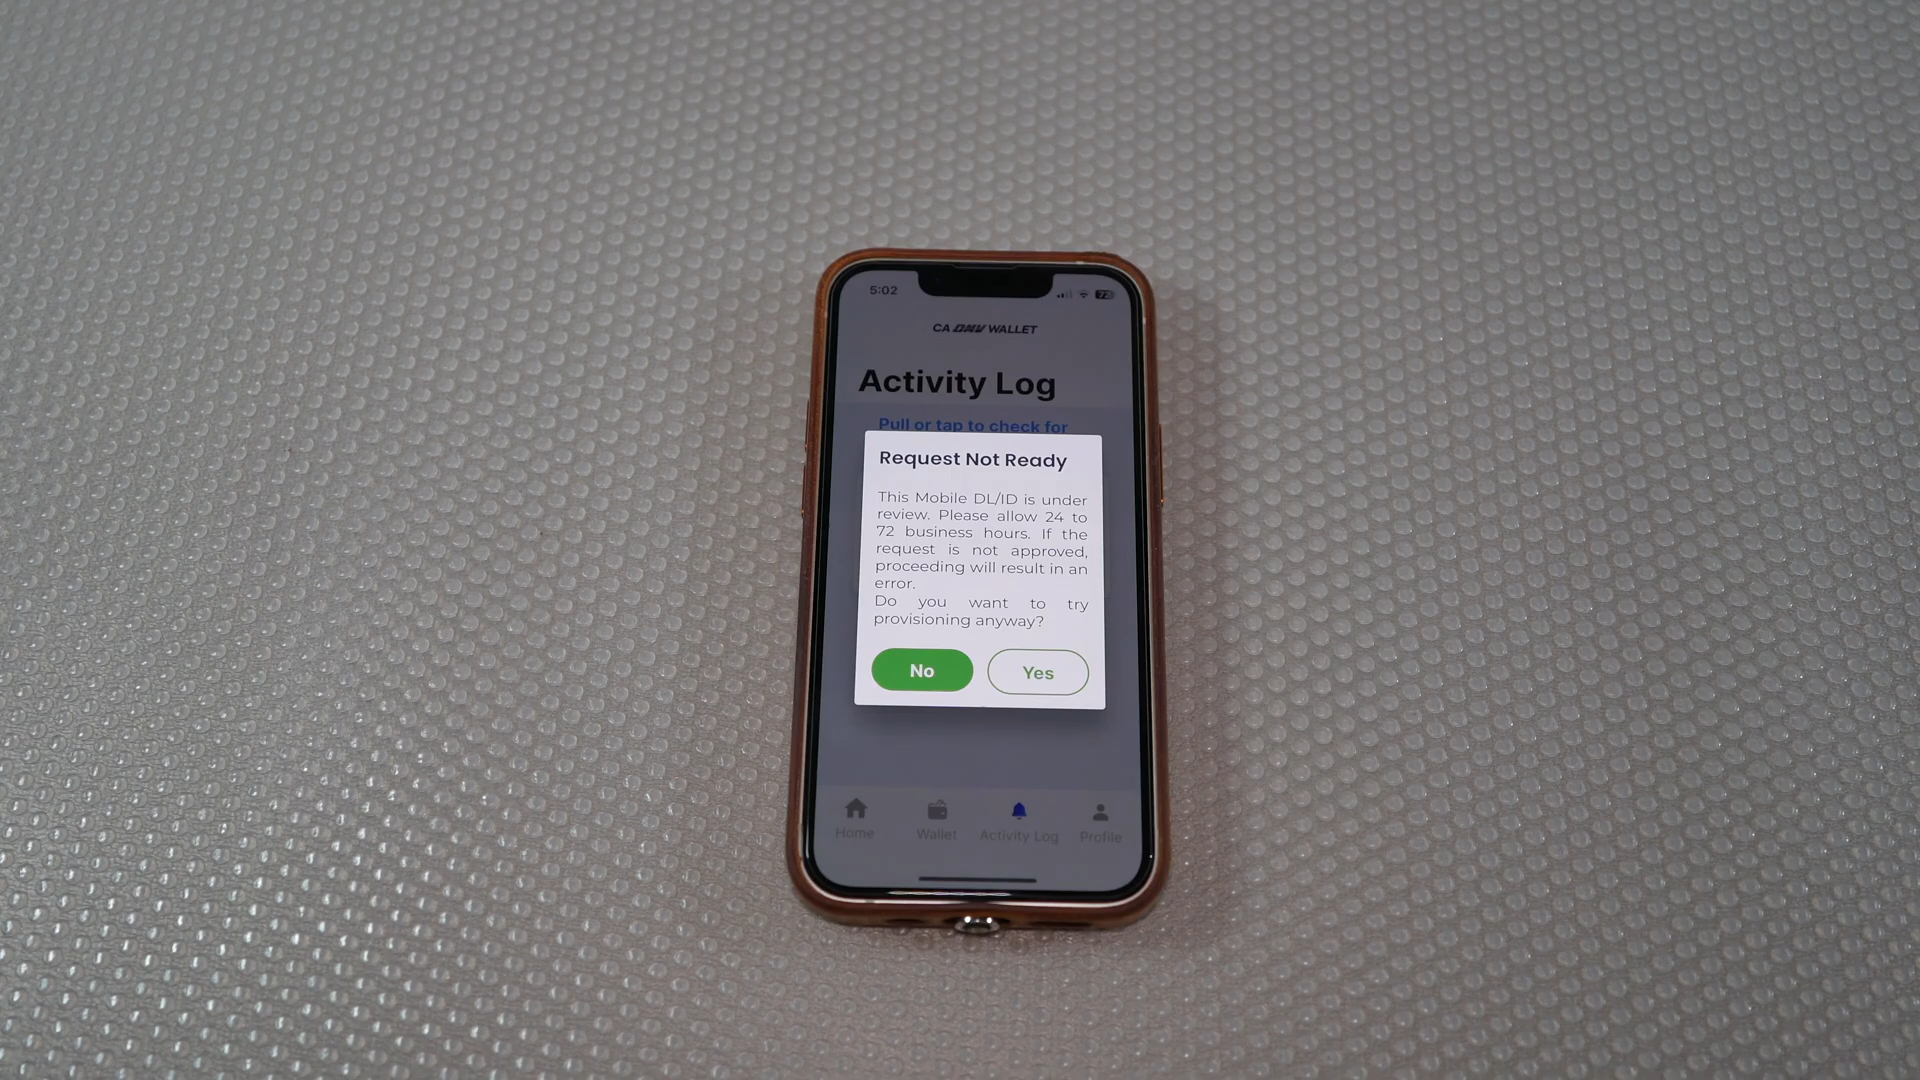 5:02
72
CA DMV WALLET
Activity Log
Pull or tap to check for
Request Not Ready
This Mobile DL/ID is under
review. Please allow 24 to
72 business hours. If the
request is not approved,
proceeding will result in an
error.
Do you want to try
provisioning anyway?
No Yes
Home Wallet Activity Log Profile